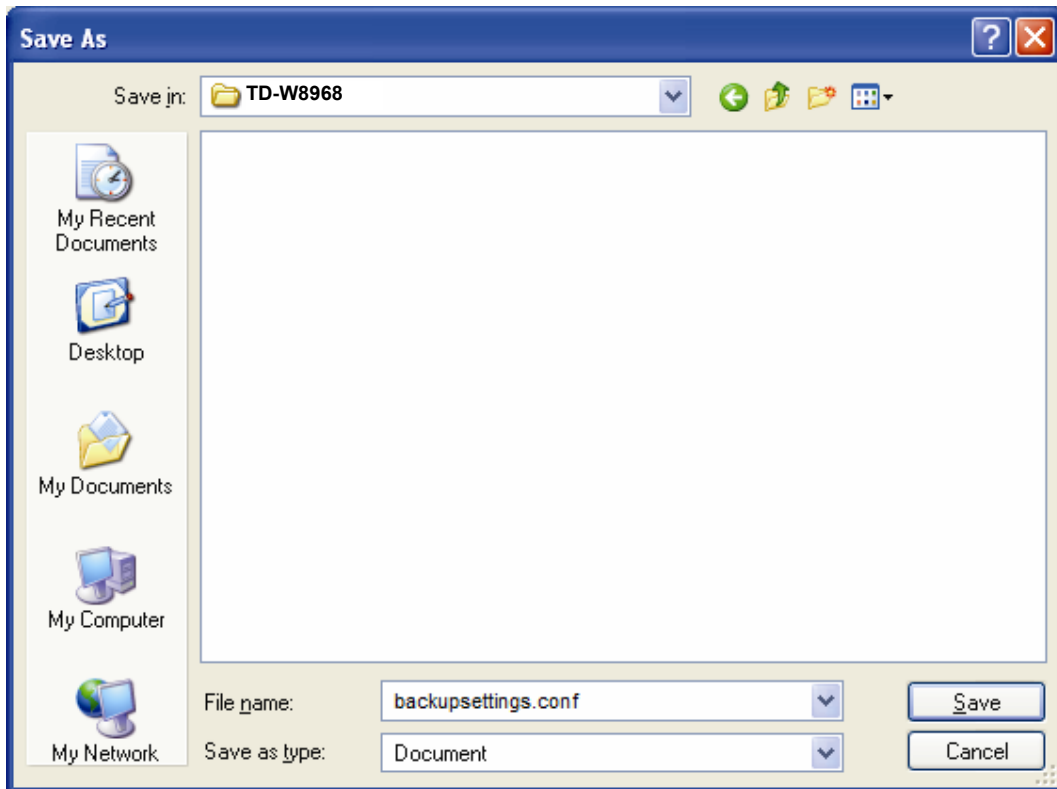 Save As
Save in:
TD-W8968
My Recent
Documents
Desktop
My Documents
My Computer
My Network
File name:
backupsettings.conf
Save
Save as type:
Document
Cancel